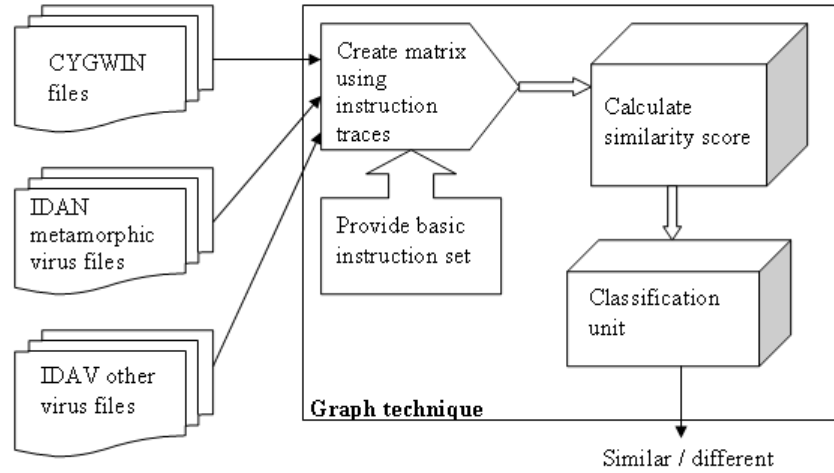 CYGWIN
files
IDAN
metamorphic
virus files
IDAV other
virus files
Create matrix
using
instruction
traces
Provide basic
instruction set
Calculate
similarity score
Classification
unit
Graph technique
Similar / different